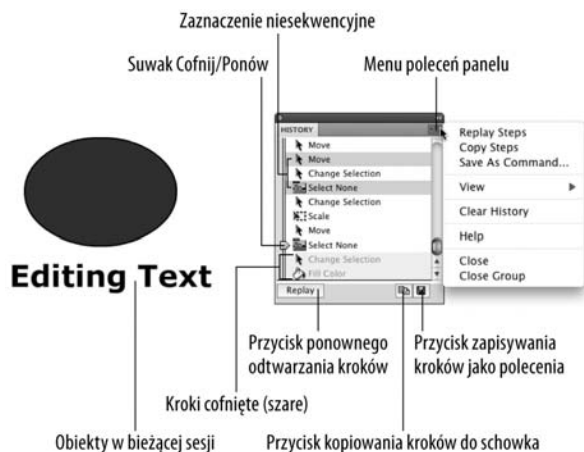 Zaznaczenie niesekwencyjne
Suwak Cofnij/Ponów
Menu poleceń panelu
HISTORY
Move
Move
Change Selection
Select None
Change Selection
Scale
Move
Select None
Change Selection
Fill Color
Replay
Replay Steps
Copy Steps
Save As Command...
View
Clear History
Help
Close
Close Group
Editing Text
Przycisk ponownego
odtwarzania kroków
Przycisk zapisywania
kroków jako polecenia
Kroki cofnięte (szare)
Obiekty w bieżącej sesji
Przycisk kopiowania kroków do schowka